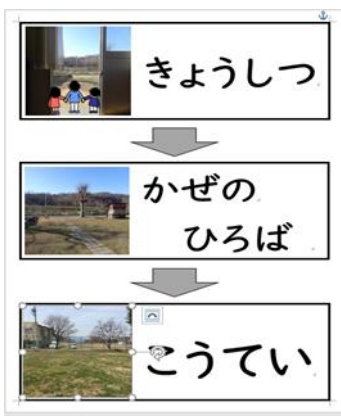 きょうしつ
かぜの
ひろば
こうてい